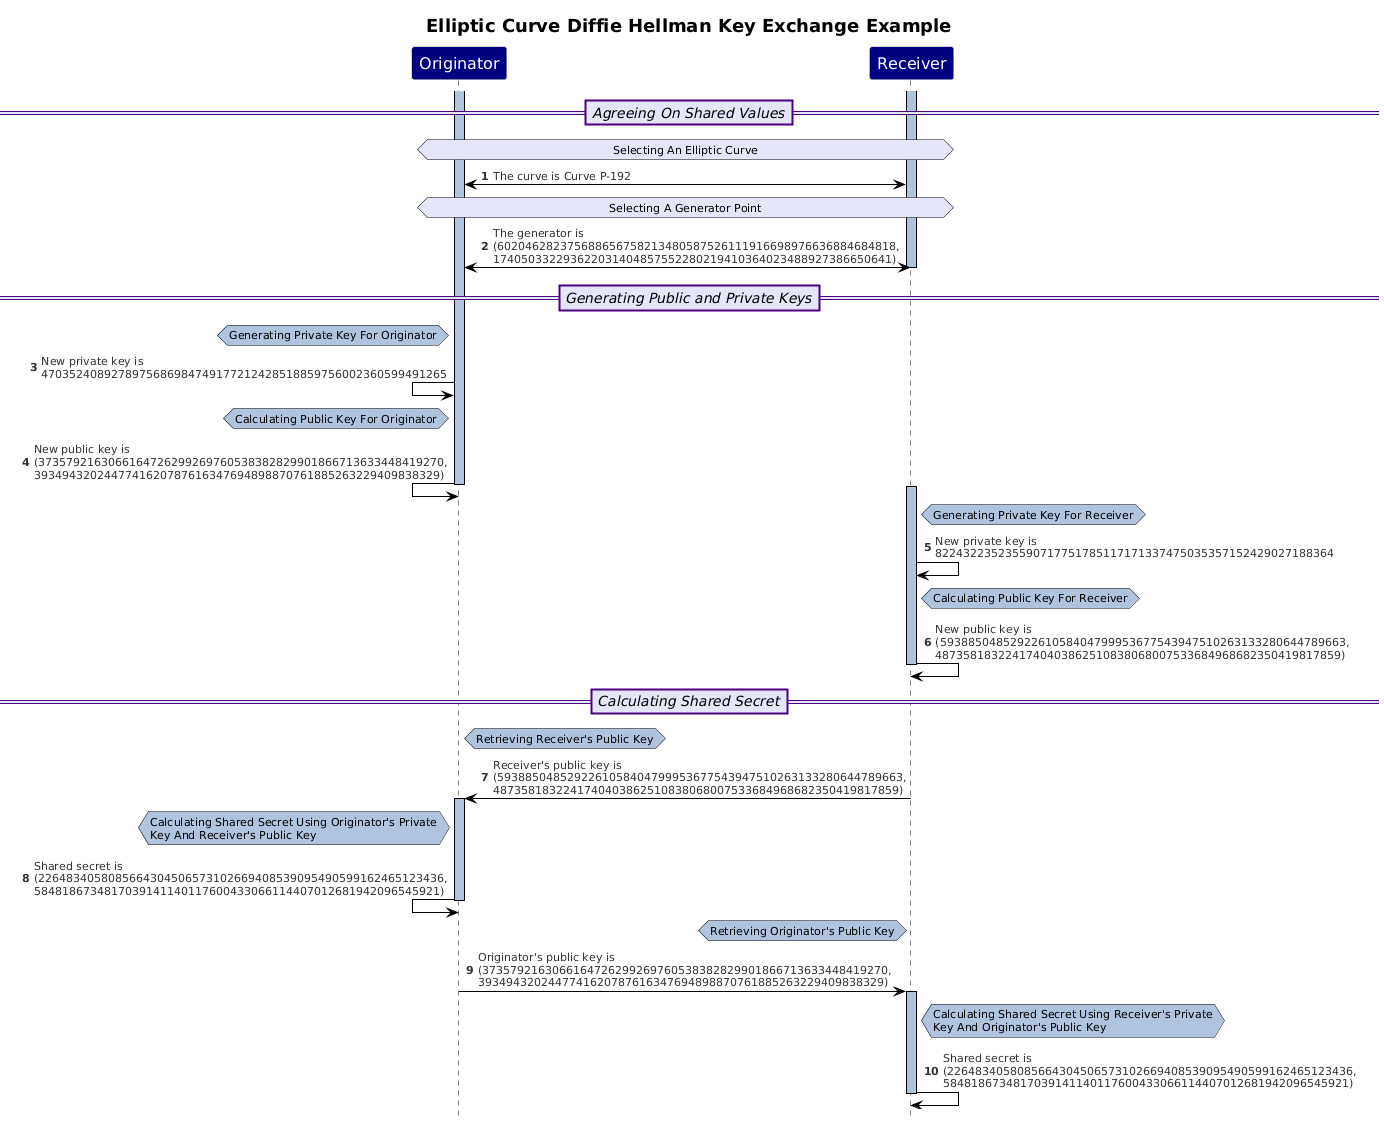 Elliptic Curve Diffie Hellman Key Exchange Example
Originator
Receiver
Agreeing On Shared Values
Selecting An Elliptic Curve
1 The curve is Curve P-192
Selecting A Generator Point
The generator is
2 (602046282375688656758213480587526111916698976636884684818,
174050332293622031404857552280219410364023488927386650641)
Generating Public and Private Keys
Generating Private Key For Originator
3 New private key is
4703524089278975686984749177212428518859756002360599491265
Calculating Public Key For Originator
New public key is
4 (3735792163066164726299269760538382829901866713633448419270,
3934943202447741620787616347694898870761885263229409838329)
Generating Private Key For Receiver
5 New private key is
822432235235590717751785117171337475035357152429027188364
Calculating Public Key For Receiver
New public key is
6 (5938850485292261058404799953677543947510263133280644789663,
4873581832241740403862510838068007533684968682350419817859)
Calculating Shared Secret
Retrieving Receiver's Public Key
Receiver's public key is
7 (5938850485292261058404799953677543947510263133280644789663,
4873581832241740403862510838068007533684968682350419817859)
Calculating Shared Secret Using Originator's Private
Key And Receiver's Public Key
Shared secret is
8 (2264834058085664304506573102669408539095490599162465123436,
5848186734817039141140117600433066114407012681942096545921)
Retrieving Originator's Public Key
Originator's public key is
9 (3735792163066164726299269760538382829901866713633448419270,
3934943202447741620787616347694898870761885263229409838329)
Calculating Shared Secret Using Receiver's Private
Key And Originator's Public Key
Shared secret is
10 (2264834058085664304506573102669408539095490599162465123436,
5848186734817039141140117600433066114407012681942096545921)